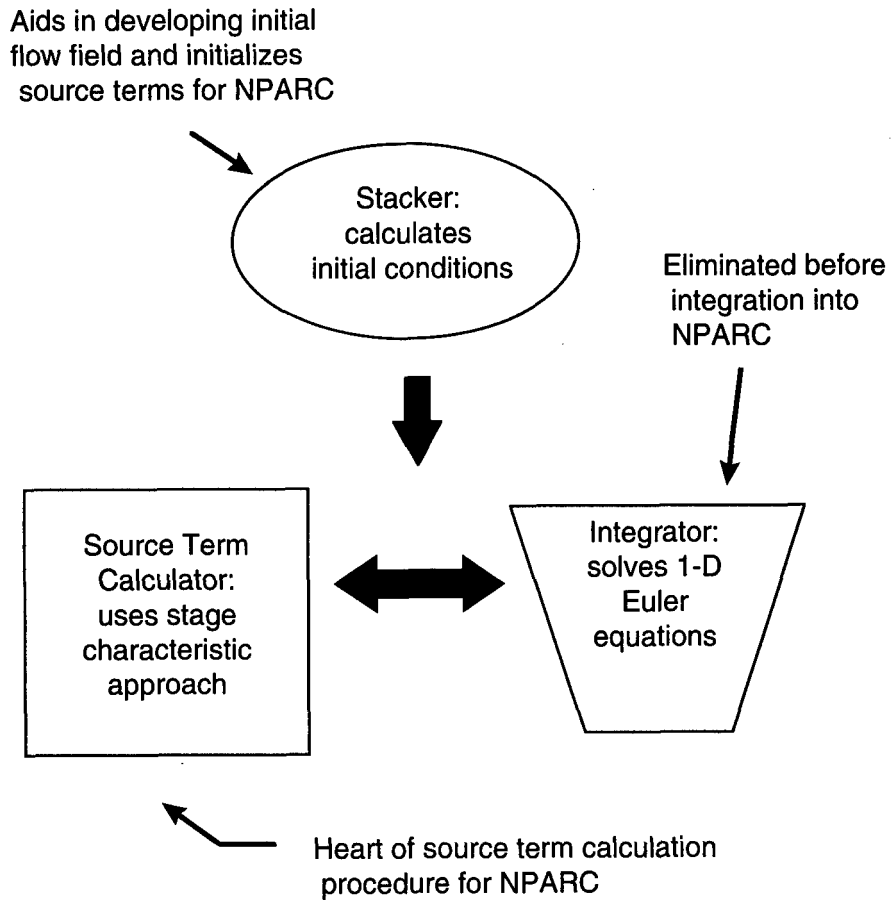 Aids in developing initial
flow field and initializes
source terms for NPARC
Stacker:
calculates
initial conditions
Eliminated before
integration into
NPARC
Source Term
Calculator:
uses stage
characteristic
approach
Integrator:
solves 1-D
Euler
equations
Heart of source term calculation
procedure for NPARC